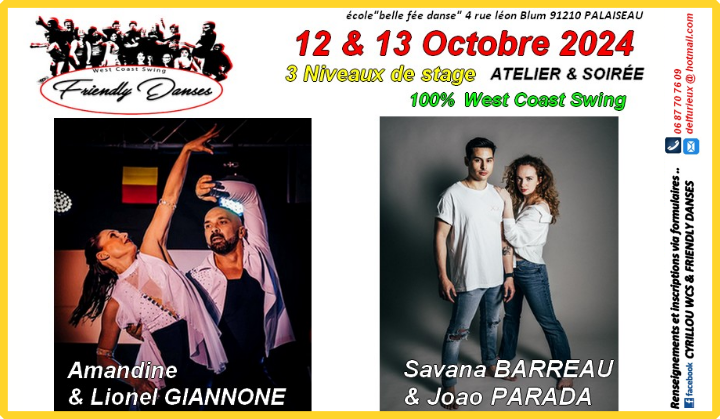 école"belle fée danse" 4 rue léon Blum 91210 PALAISEAU
12 & 13 Octobre 2024
3 Niveaux de stage ATELIER & SOIRÉE
100% West Coast Swing
West Coast Swing
Friendly Danses
Amandine
& Lionel GIANNONE
Savana BARREAU
& Joao PARADA
06 87 70 76 09
delfurieux @ hotmail.com
Renseignements et inscriptions via formulaires ..
facebook CYRILLOU WCS & FRIENDLY DANSES